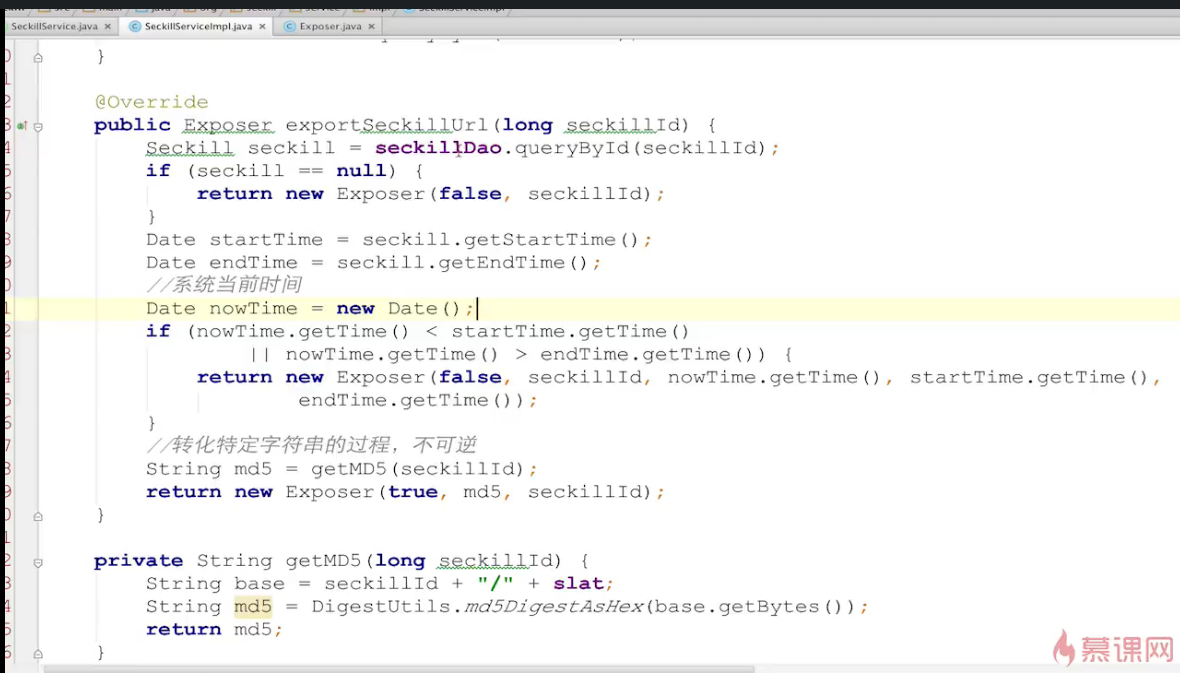 SeckillService.java × SeckillServiceImpl.java × Exposer.java ×
}
@Override
public Exposer exportSeckillUrl(long seckillId) {
Seckill seckill = seckillDao.queryById(seckillId);
if (seckill == null) {
return new Exposer(false, seckillId);
}
Date startTime = seckill.getStartTime();
Date endTime = seckill.getEndTime();
//系统当前时间
Date nowTime = new Date();
if (nowTime.getTime() < startTime.getTime()
|| nowTime.getTime() > endTime.getTime()) {
return new Exposer(false, seckillId, nowTime.getTime(), startTime.getTime(),
endTime.getTime());
}
//转化特定字符串的过程，不可逆
String md5 = getMD5(seckillId);
return new Exposer(true, md5, seckillId);
}
private String getMD5(long seckillId) {
String base = seckillId + "/" + slat;
String md5 = DigestUtils.md5DigestAsHex(base.getBytes());
return md5;
}
慕课网